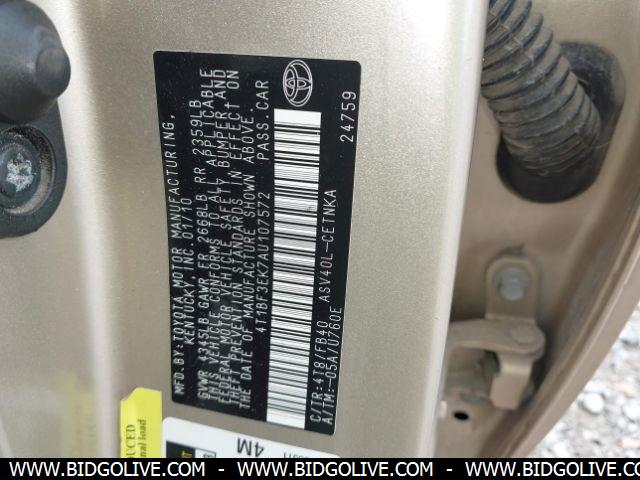 MFD.BY:TOYOTA MOTOR MANUFACTURING,
KENTUCKY,INC.01/10
GVWR 4345LB GAWR FR 2668LB RR 2359LB
THIS VEHICLE CONFORMS TO ALL APPLICABLE
FEDERAL MOTOR VEHICLE SAFETY, BUMPER,AND
THEFT PREVENTION STANDARDS IN EFFECT ON
THE DATE OF MANUFACTURE SHOWN ABOVE.
4T1BF3EK7AU107572 PASS.CAR
C/TR:4T8/FB40 ASV40L-CETNKA
A/TM:-05A/U760E
24759
UCED
onal load
4M
WWW.BIDGOLIVE.COM - WWW.BIDGOLIVE.COM - WWW.BIDGOLIVE.COM